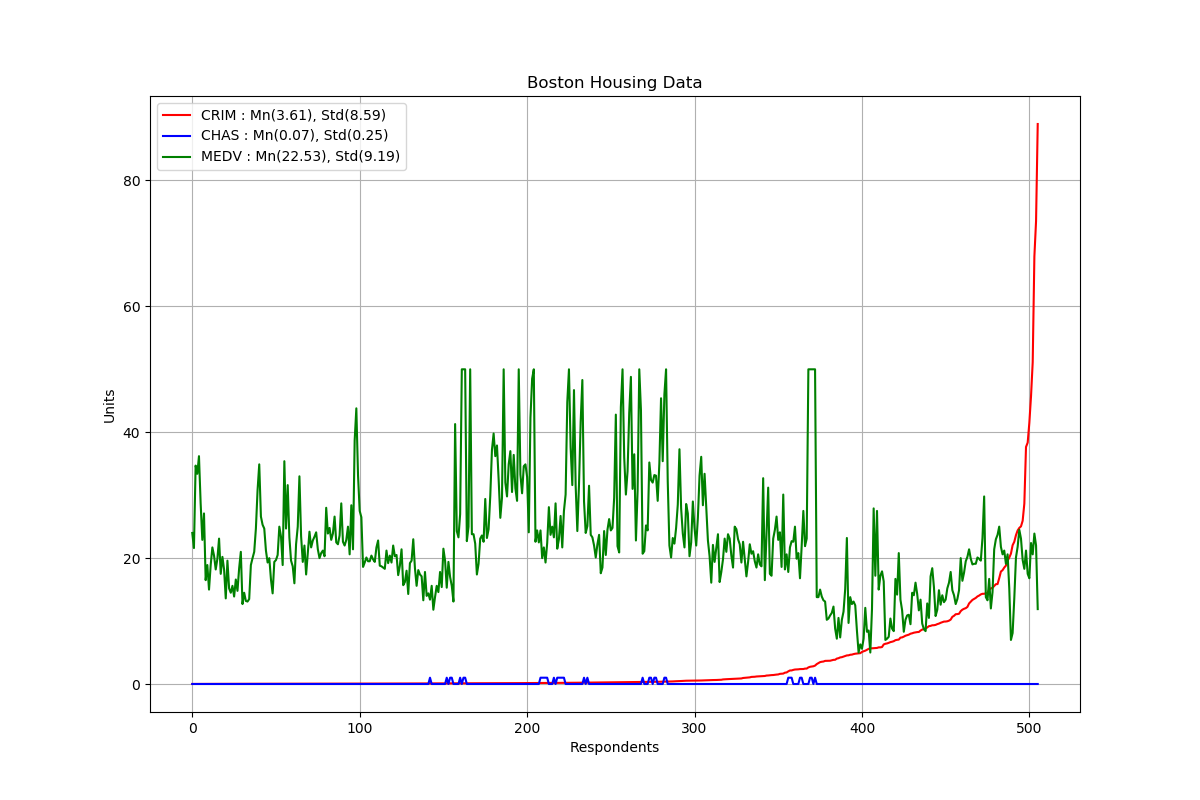 Boston Housing Data
CRIM : Mn(3.61), Std(8.59)
CHAS : Mn(0.07), Std(0.25)
MEDV : Mn(22.53), Std(9.19)
80
60
40
20
0
Units
0 100 200 300 400 500
Respondents